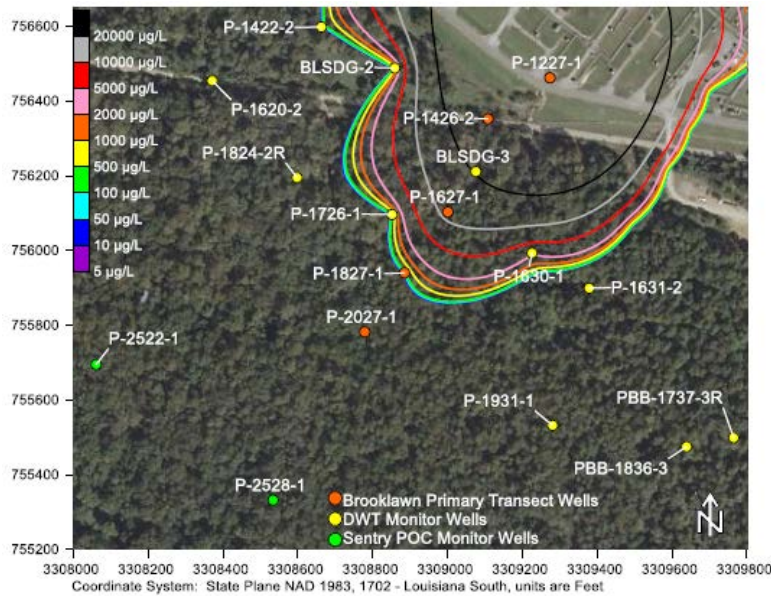 756600
756400
756200
756000
755800
755600
755400
755200
20000 µg/L
10000 µg/L
5000 µg/L
2000 µg/L
1000 µg/L
500 µg/L
100 µg/L
50 µg/L
10 µg/L
5 µg/L
P-1422-2
BLSDG-2
P-1227-1
P-1620-2
P-1426-2
P-1824-2R
BLSDG-3
P-1627-1
P-1726-1
P-1827-1
P-1630-1
P-1631-2
P-2027-1
P-2522-1
P-1931-1
PBB-1737-3R
PBB-1836-3
P-2528-1
Brooklawn Primary Transect Wells
DWT Monitor Wells
Sentry POC Monitor Wells
N
3308000 3308200 3308400 3308600 3308800 3309000 3309200 3309400 3309600 3309800
Coordinate System: State Plane NAD 1983, 1702 - Louisiana South, units are Feet